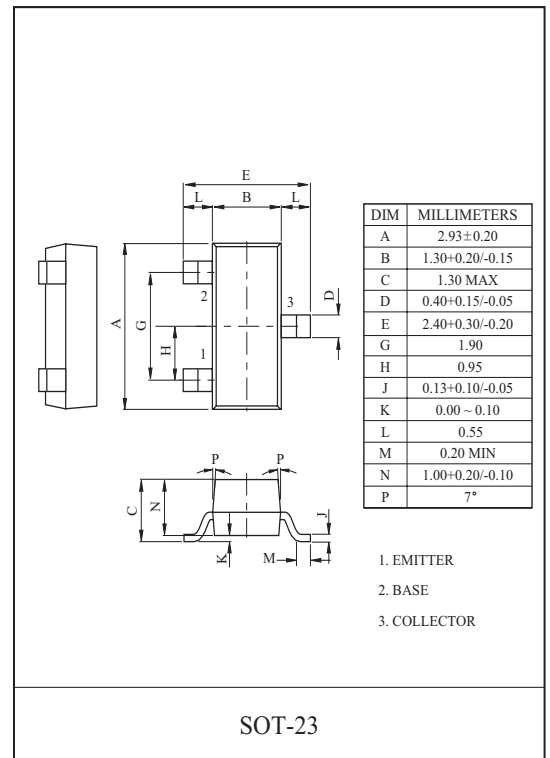 E
L B L
A
G
H
D
2
3
1
DIM MILLIMETERS
A 2.93±0.20
B 1.30+0.20/-0.15
C 1.30 MAX
D 0.40+0.15/-0.05
E 2.40+0.30/-0.20
G 1.90
H 0.95
J 0.13+0.10/-0.05
K 0.00 ~ 0.10
L 0.55
M 0.20 MIN
N 1.00+0.20/-0.10
P 7°
P P
C
N
K
M
J
1. EMITTER
2. BASE
3. COLLECTOR
SOT-23